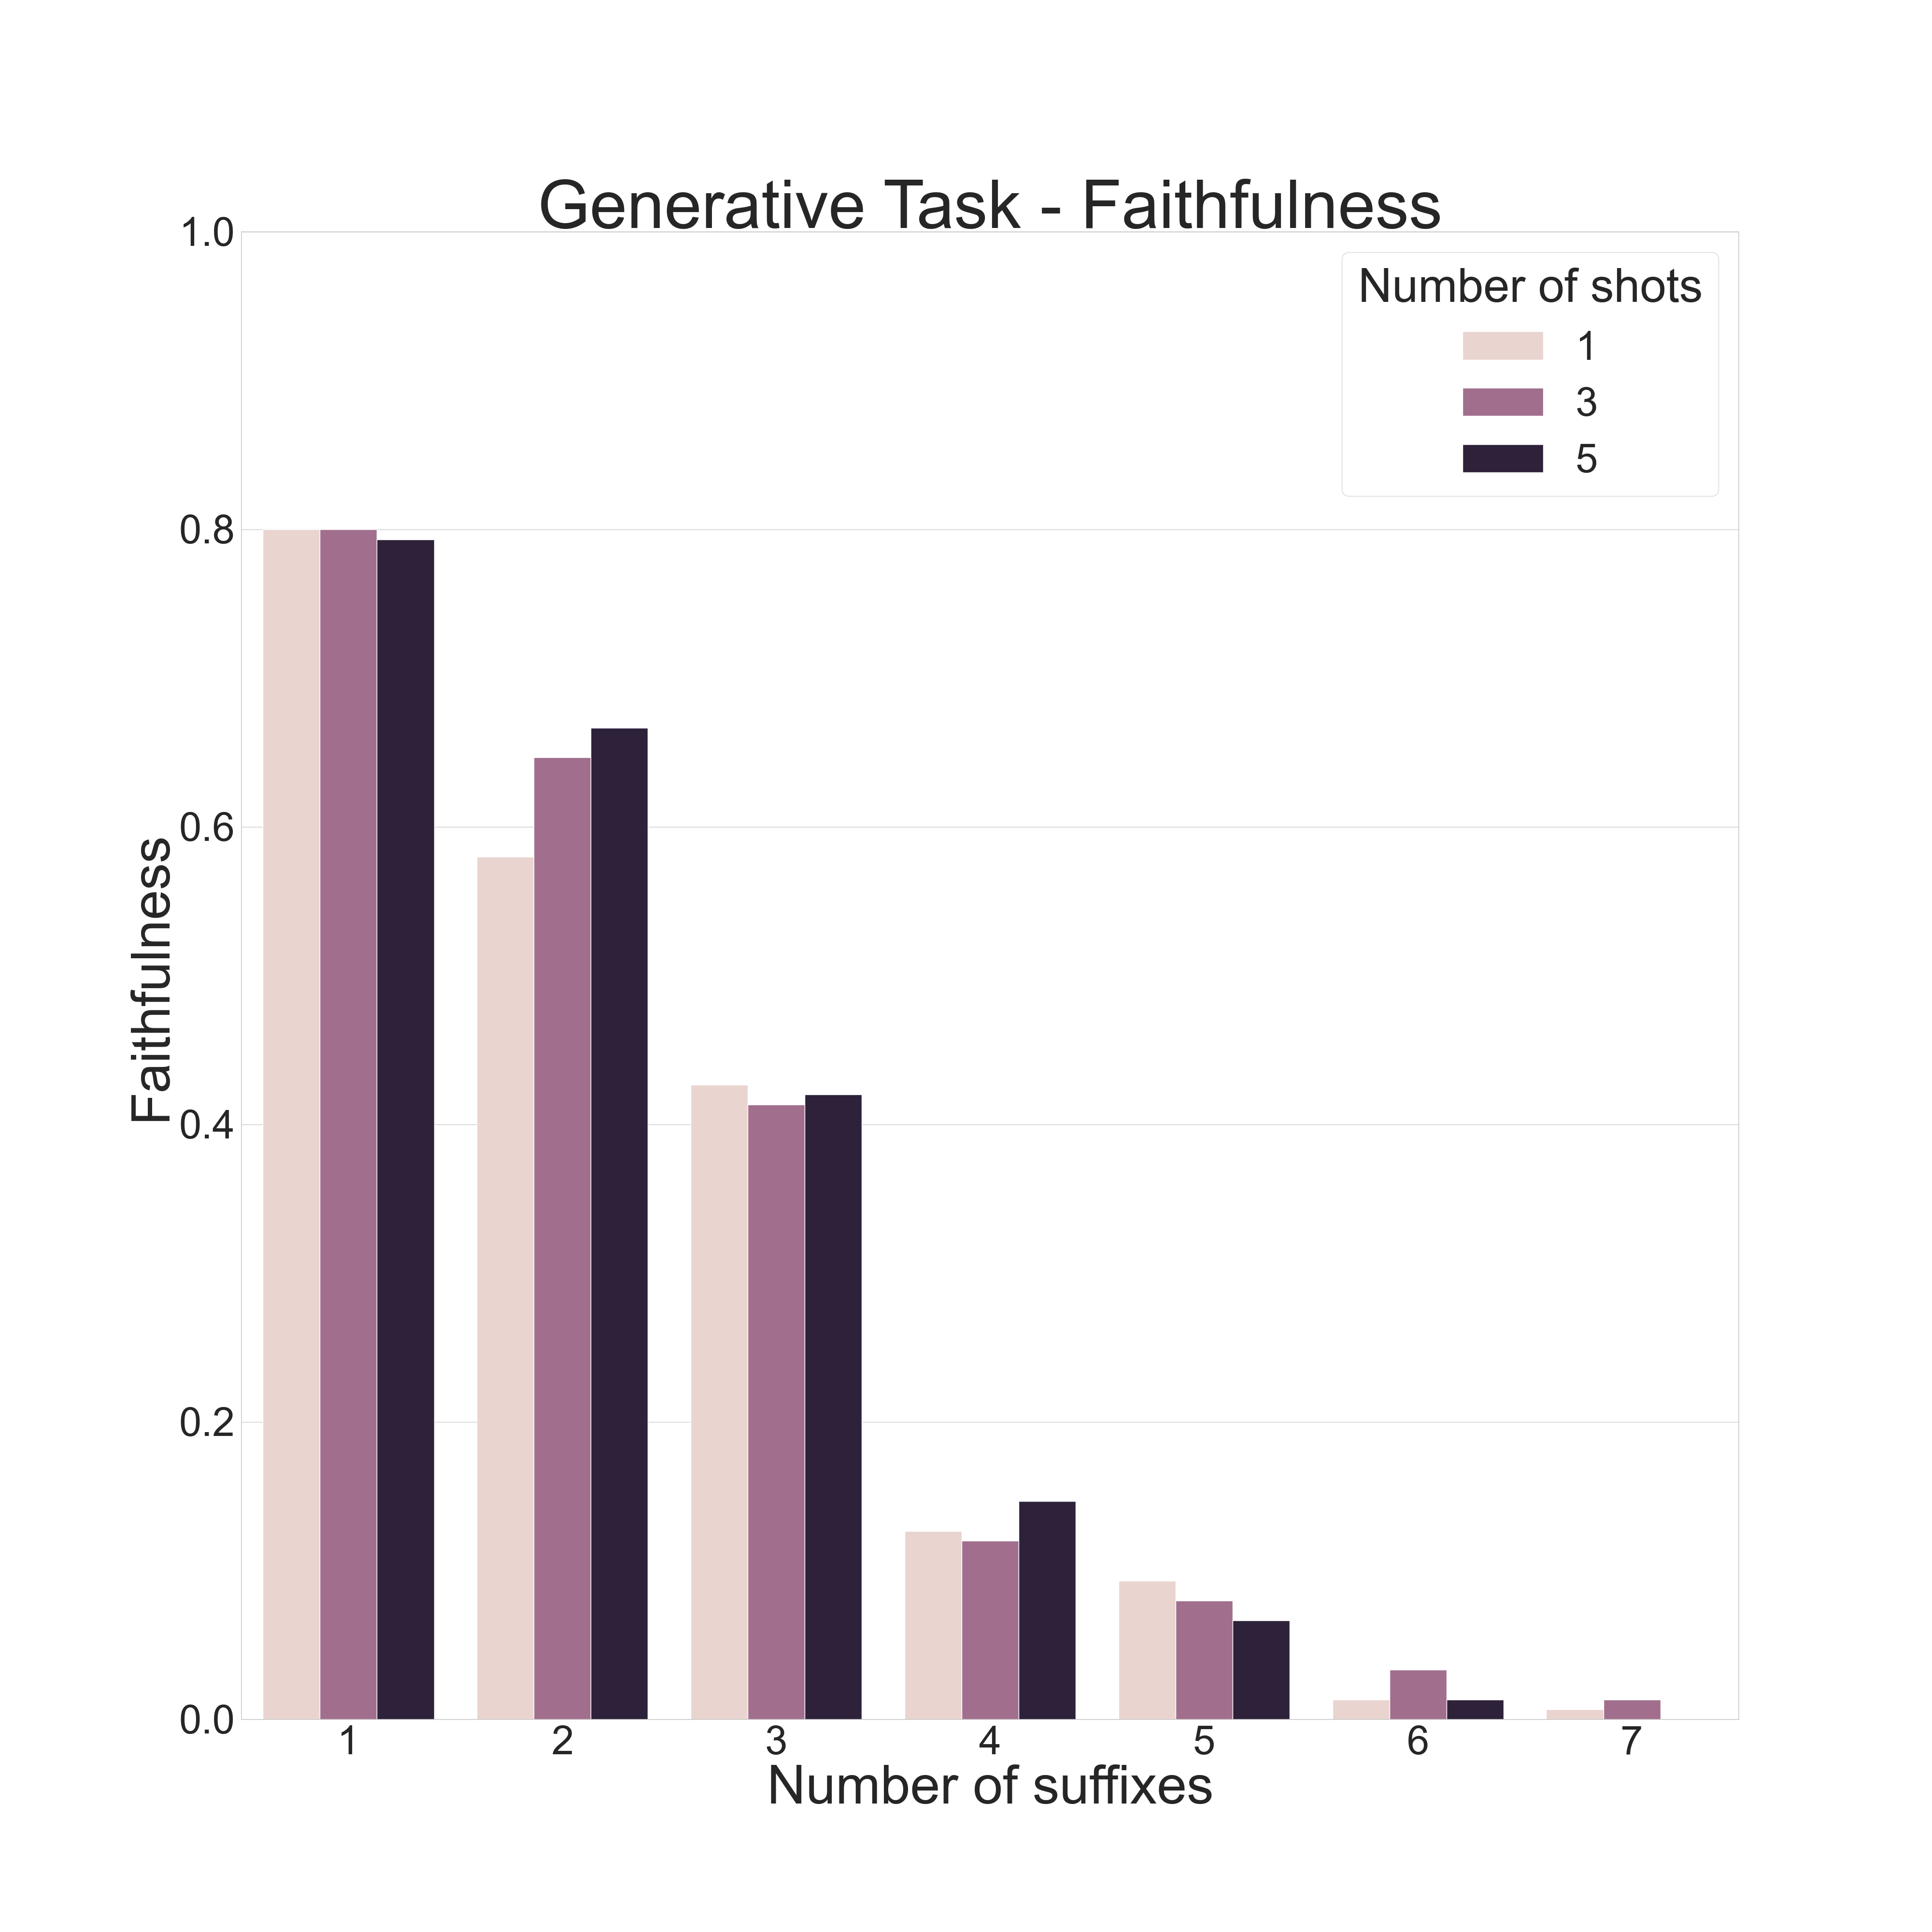 Generative Task - Faithfulness
1.0
0.8
0.6
0.4
0.2
0.0
Faithfulness
Number of shots
1
3
5
1 2 3 4 5 6 7
Number of suffixes